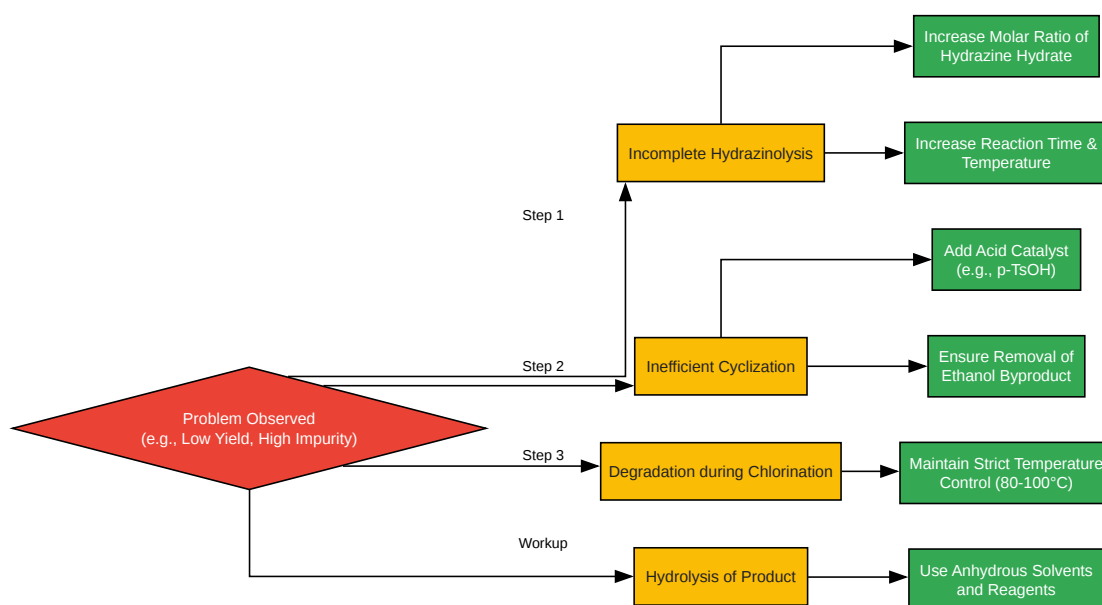 Increase Molar Ratio of
Hydrazine Hydrate
Incomplete Hydrazinolysis
Increase Reaction Time &
Temperature
Step 1
Add Acid Catalyst
(e.g., p-TsOH)
Step 2
Inefficient Cyclization
Ensure Removal of
Ethanol Byproduct
Problem Observed
(e.g., Low Yield, High Impurity)
Step 3
Degradation during Chlorination
Maintain Strict Temperature
Control (80-100°C)
Workup
Hydrolysis of Product
Use Anhydrous Solvents
and Reagents